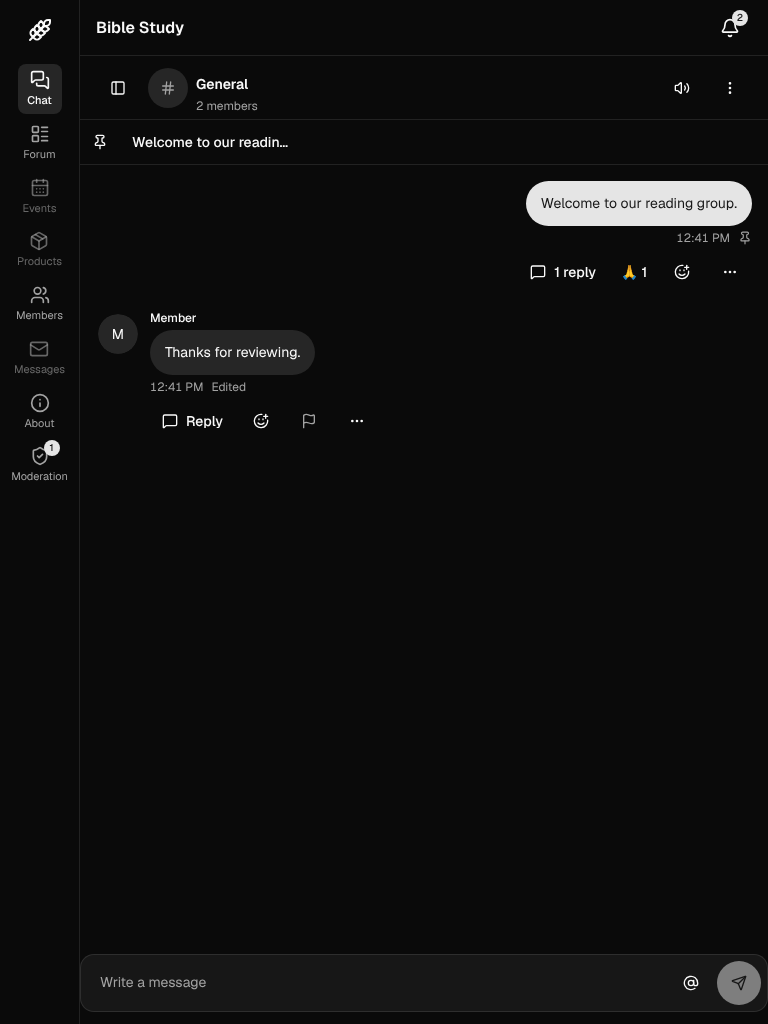 Bible Study
2
Chat
Forum
Events
Products
Members
Messages
About
1
Moderation
#
General
2 members
Welcome to our readin...
Welcome to our reading group.
12:41 PM
1 reply
🙏 1
M
Member
Thanks for reviewing.
12:41 PM Edited
Reply
Write a message
@